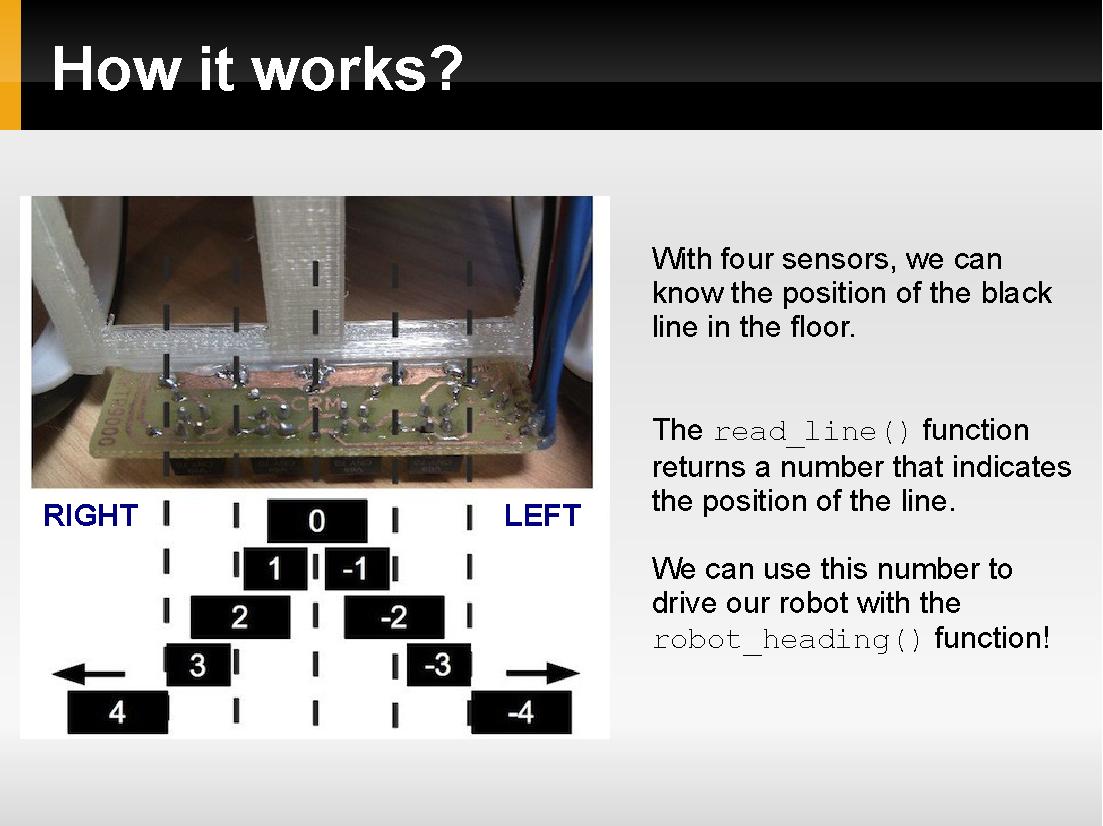 How it works?
With four sensors, we can
know the position of the black
line in the floor.
The read_line() function
returns a number that indicates
the position of the line.
We can use this number to
drive our robot with the
robot_heading() function!
CRM
RIGHT
LEFT
0
1 -1
2 -2
3 -3
4 -4